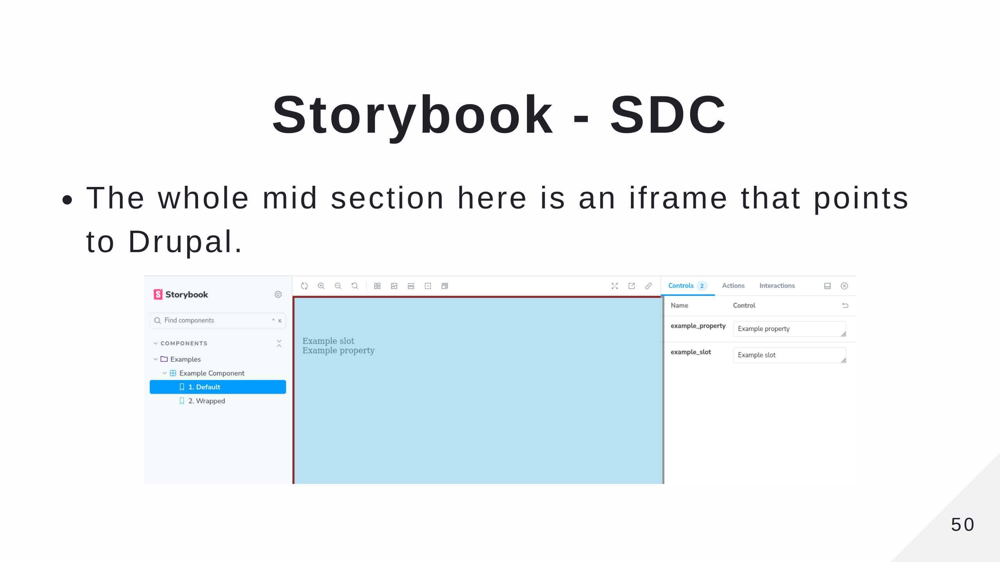 Storybook - SDC
• The whole mid section here is an iframe that points
to Drupal.
Storybook
Find components ^ K
COMPONENTS
Examples
Example Component
1. Default
2. Wrapped
Example slot
Example property
Controls 2 Actions Interactions
Name Control
example_property Example property
example_slot Example slot
50